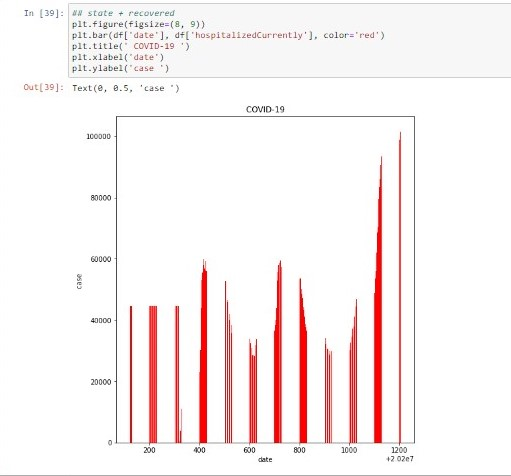 In [39]: ## state + recovered
plt.figure(figsize=(8, 9))
plt.bar(df['date'], df['hospitalizedCurrently'], color='red')
plt.title(' COVID-19 ')
plt.xlabel('date')
plt.ylabel('case ')
Out[39]: Text(0, 0.5, 'case ')
COVID-19
100000
80000
60000
40000
20000
0
case
200 400 600 800 1000 1200
+2.02e7
date